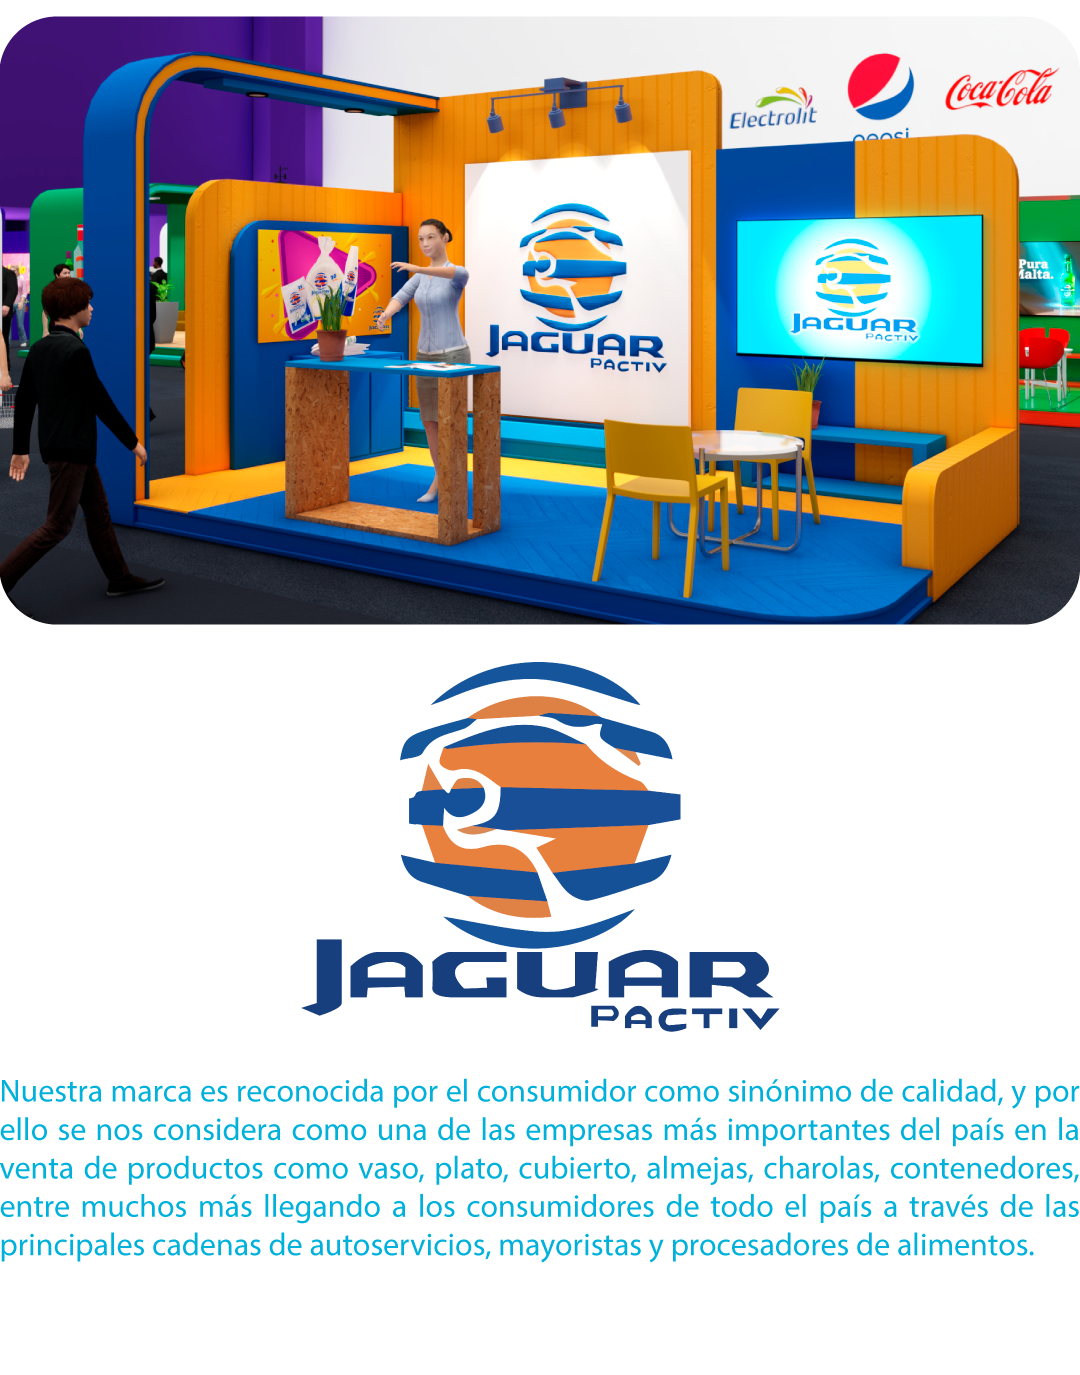 Electrolit
pepsi
Coca-Cola
Pura
Malta.
JAGUAR
PACTIV
JAGUAR
PACTIV
JAGUAR
PACTIV
Nuestra marca es reconocida por el consumidor como sinónimo de calidad, y por
ello se nos considera como una de las empresas más importantes del país en la
venta de productos como vaso, plato, cubierto, almejas, charolas, contenedores,
entre muchos más llegando a los consumidores de todo el país a través de las
principales cadenas de autoservicios, mayoristas y procesadores de alimentos.